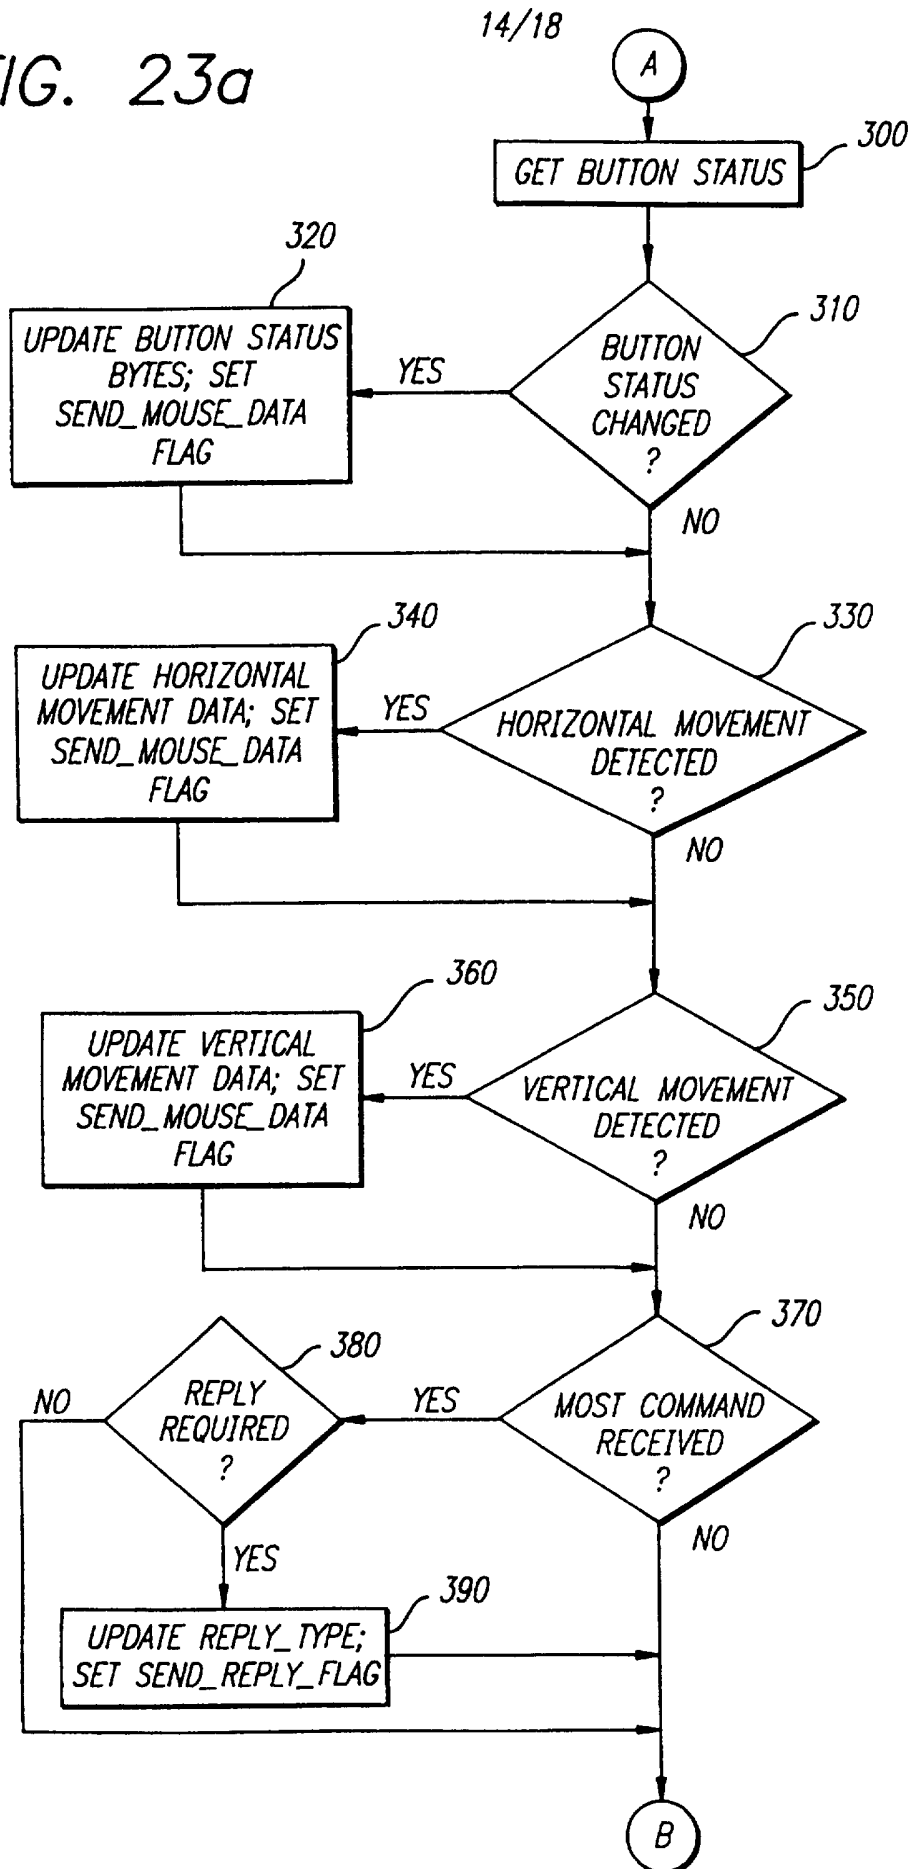 14/18
FIG. 23a
A
GET BUTTON STATUS
300
320
UPDATE BUTTON STATUS
BYTES; SET
SEND_MOUSE_DATA
FLAG
YES
BUTTON
STATUS
CHANGED
?
310
NO
340
UPDATE HORIZONTAL
MOVEMENT DATA; SET
SEND_MOUSE_DATA
FLAG
YES
HORIZONTAL MOVEMENT
DETECTED
?
330
NO
360
UPDATE VERTICAL
MOVEMENT DATA; SET
SEND_MOUSE_DATA
FLAG
YES
VERTICAL MOVEMENT
DETECTED
?
350
NO
380
NO
REPLY
REQUIRED
?
YES
MOST COMMAND
RECEIVED
?
370
NO
YES
390
UPDATE REPLY_TYPE;
SET SEND_REPLY_FLAG
B